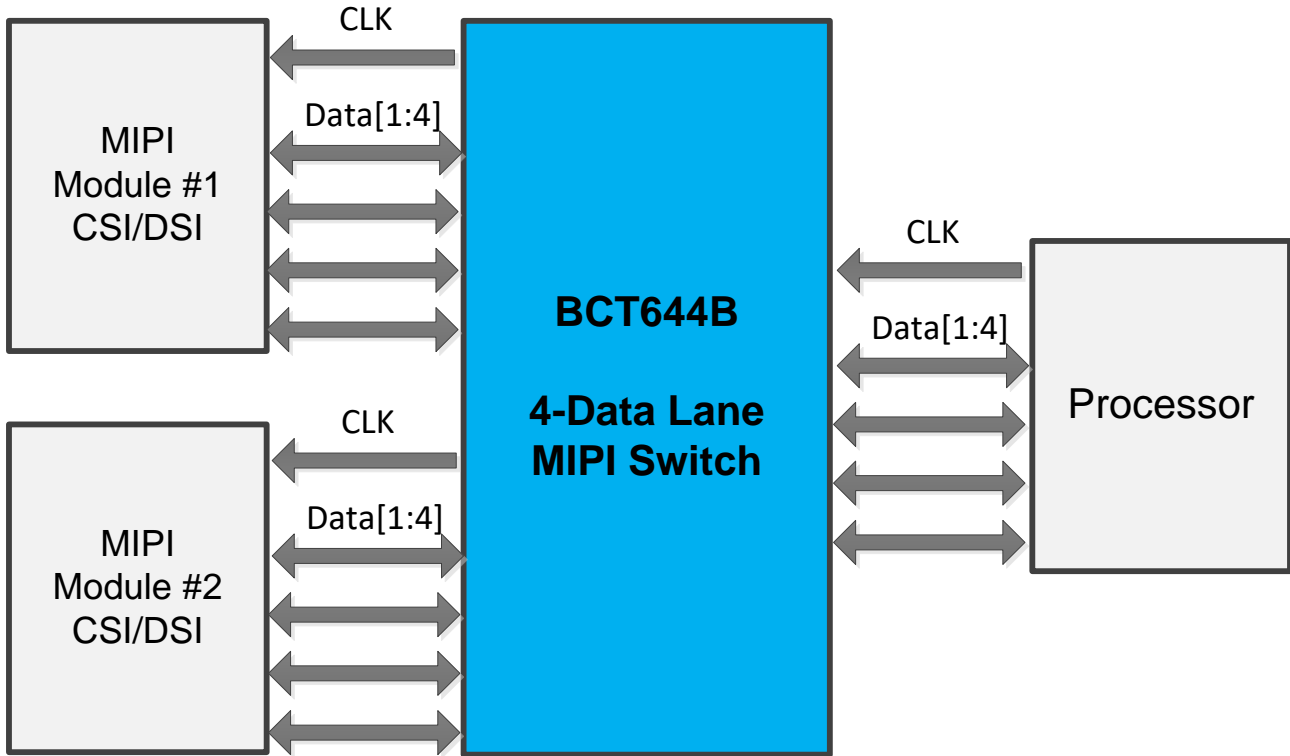 CLK
Data[1:4]
MIPI
Module #1
CSI/DSI
CLK
Data[1:4]
MIPI
Module #2
CSI/DSI
BCT644B
4-Data Lane
MIPI Switch
CLK
Data[1:4]
Processor